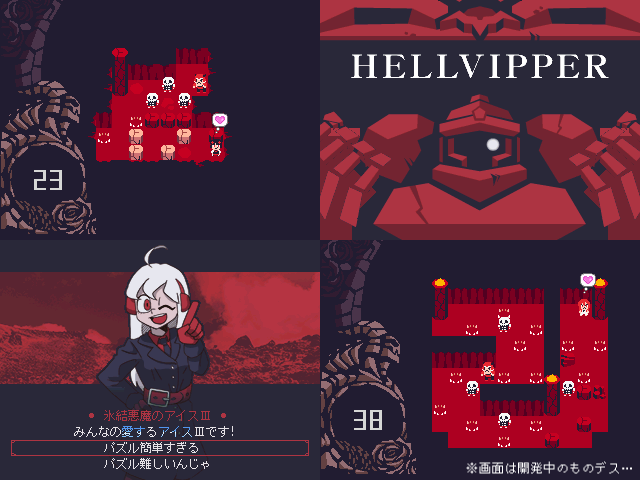 23
HELLVIPPER
● 氷結悪魔のアイスⅢ ●
みんなの愛するアイスⅢです!
パズル簡単すぎる
パズル難しいんじゃ
38
※画面は開発中のものデス…